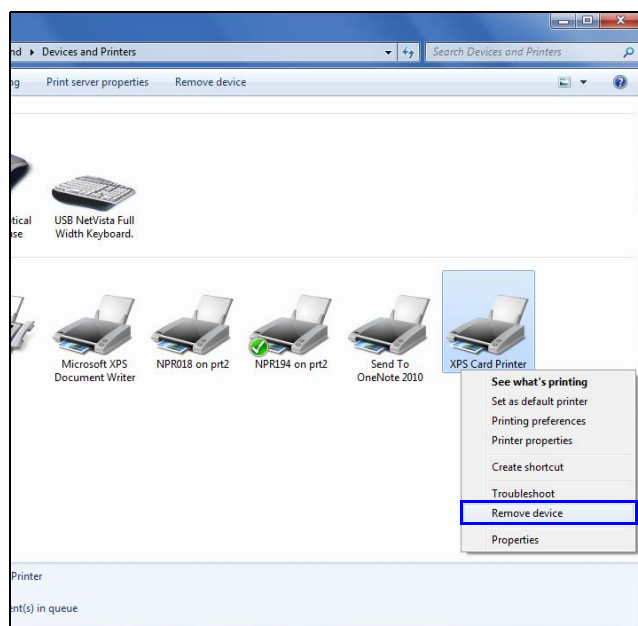 nd ▸ Devices and Printers
Search Devices and Printers
ng Print server properties Remove device
tical
use
USB NetVista Full
Width Keyboard.
Microsoft XPS
Document Writer
NPR018 on prt2
NPR194 on prt2
Send To
OneNote 2010
XPS Card Printer
See what's printing
Set as default printer
Printing preferences
Printer properties
Create shortcut
Troubleshoot
Remove device
Properties
Printer
ent(s) in queue